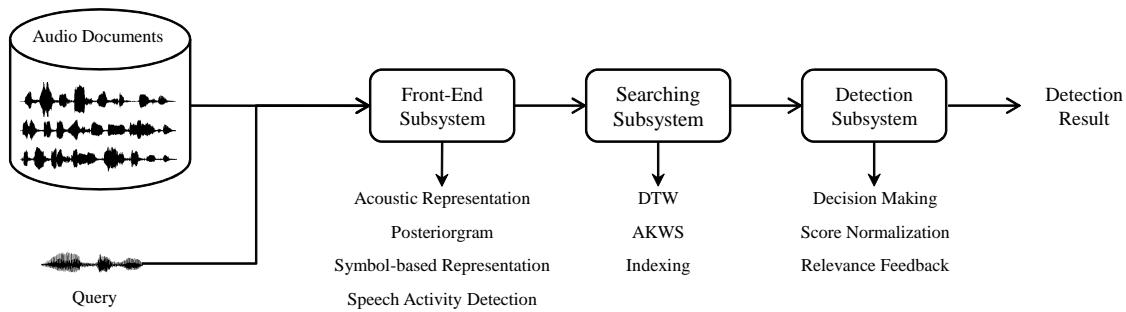 Audio Documents
Query
Front-End
Subsystem
Acoustic Representation
Posteriorgram
Symbol-based Representation
Speech Activity Detection
Searching
Subsystem
DTW
AKWS
Indexing
Detection
Subsystem
Decision Making
Score Normalization
Relevance Feedback
Detection
Result